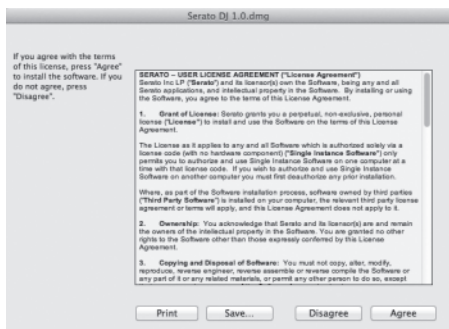 Serato DJ 1.0.dmg
If you agree with the terms
of this license, press "Agree"
to install the software. If you
do not agree, press
"Disagree".
SERATO – USER LICENSE AGREEMENT ("License Agreement")
Serato Inc LP ("Serato") and its licensor(s) own the Software, being any and all
Serato applications, and intellectual property in the Software. By installing or using
the Software, you agree to the terms of this License Agreement.
1. Grant of License: Serato grants you a perpetual, non-exclusive, personal
license ("License") to install and use the Software on the terms of this License
Agreement.
The License as it applies to any and all Software which is authorized solely via a
license code (with no hardware component) ("Single Instance Software") only
permits you to authorize and use Single Instance Software on one computer at a
time with that license code. If you wish to authorize and use Single Instance
Software on another computer you must first deauthorize any prior installation.
Where, as part of the Software installation process, software owned by third parties
("Third Party Software") is installed on your computer, the relevant third party license
agreement or terms will apply, and this License Agreement does not apply to it.
2. Ownership: You acknowledge that Serato and its licensor(s) are and remain
the owners of the intellectual property in the Software. You are granted no other
rights to the Software other than those expressly conferred by this License
Agreement.
3. Copying and Disposal of Software: You must not copy, alter, modify,
reproduce, reverse engineer, reverse assemble or reverse compile the Software or
any part of it or any related materials, or permit any other person to do so, except
Print Save... Disagree Agree